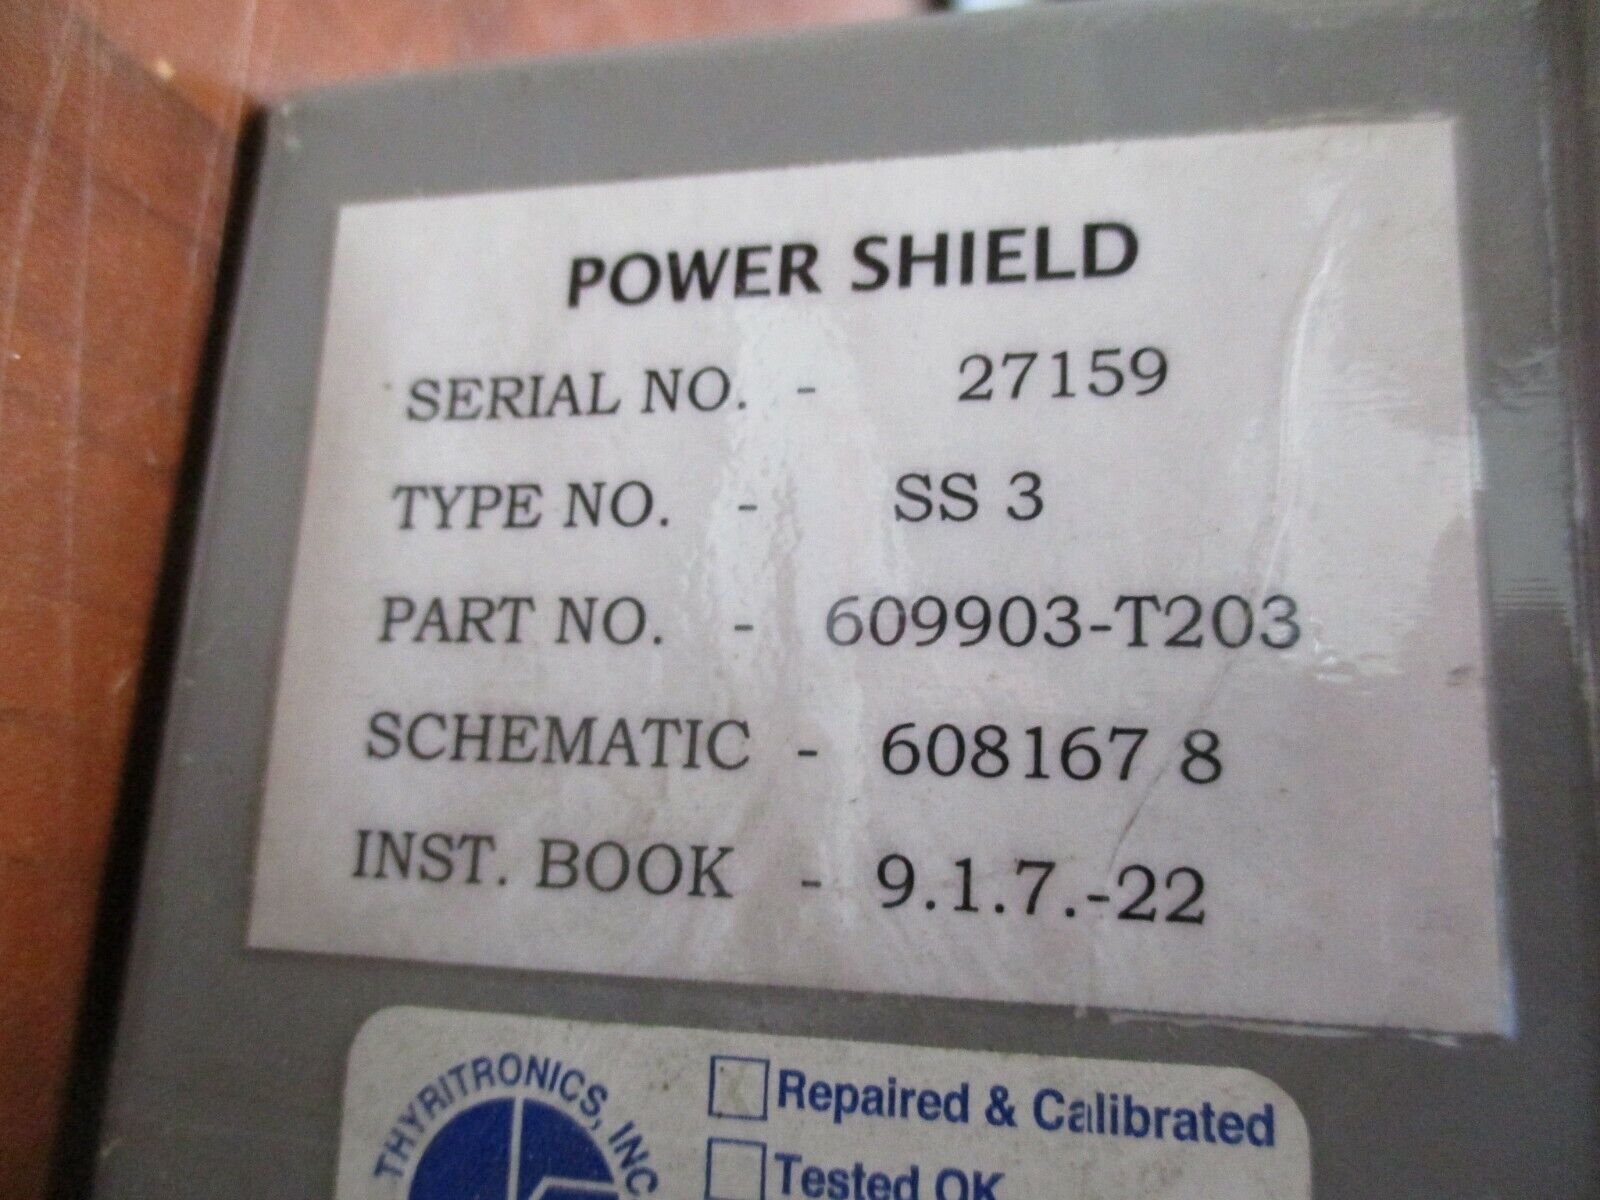 POWER SHIELD
SERIAL NO. - 27159
TYPE NO. - SS 3
PART NO. - 609903-T203
SCHEMATIC - 608167 8
INST. BOOK - 9.1.7.-22
THYRITRONICS, INC
Repaired & Calibrated
Tested OK